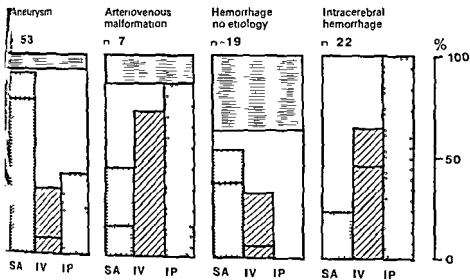 Aneurysm
53
Arteriovenous
malformation
n 7
Hemorrhage
no etiology
n-19
Intracerebral
hemorrhage
n 22
%
100
50
0
SA IV IP
SA IV IP
SA IV IP
SA IV IP